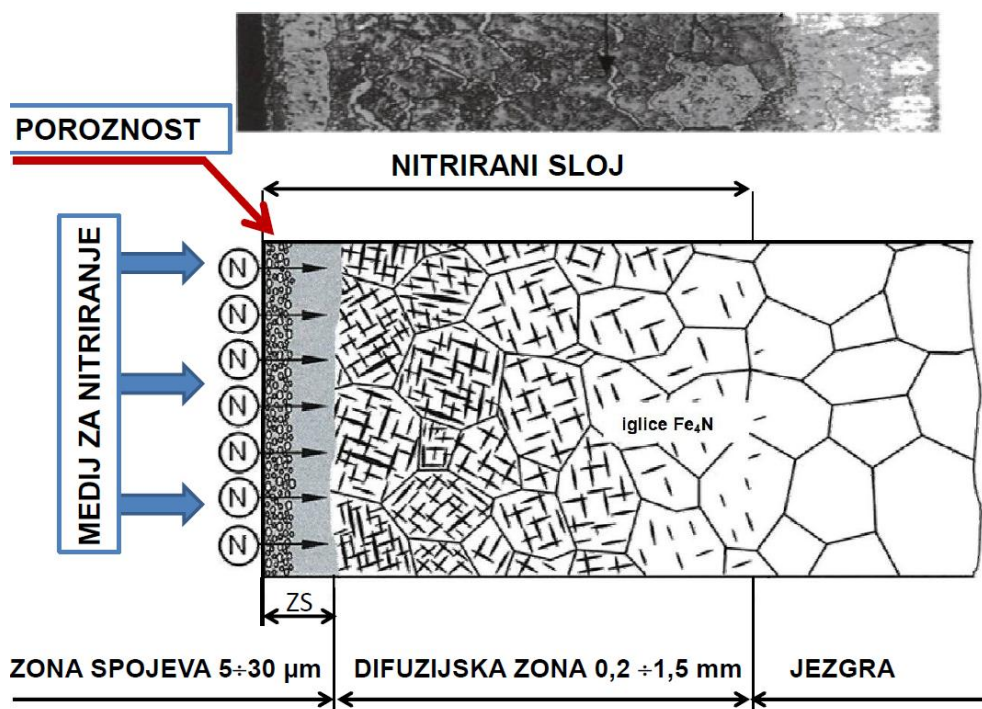 POROZNOST
NITRIRANI SLOJ
MEDIJ ZA NITRIRANJE
N
N
N
N
N
N
N
iglice Fe₄N
ZS
ZONA SPOJEVA 5÷30 µm
DIFUZIJSKA ZONA 0,2 ÷1,5 mm
JEZGRA